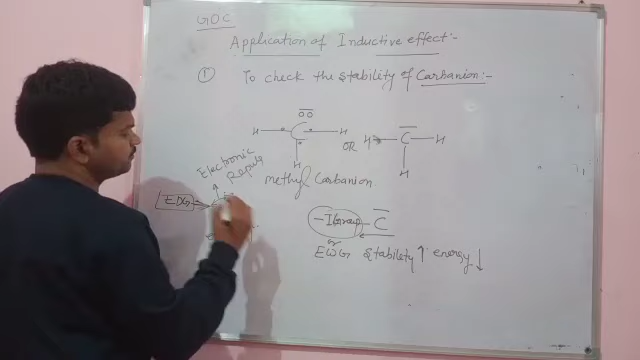 GOC
Application of Inductive effect:-
① To check the stability of Carbanion:-
H C H
H
OR H C H
H
Electronic
methyl Carbanion
EDG
-I Group C
or
EWG stability ↑ energy ↓